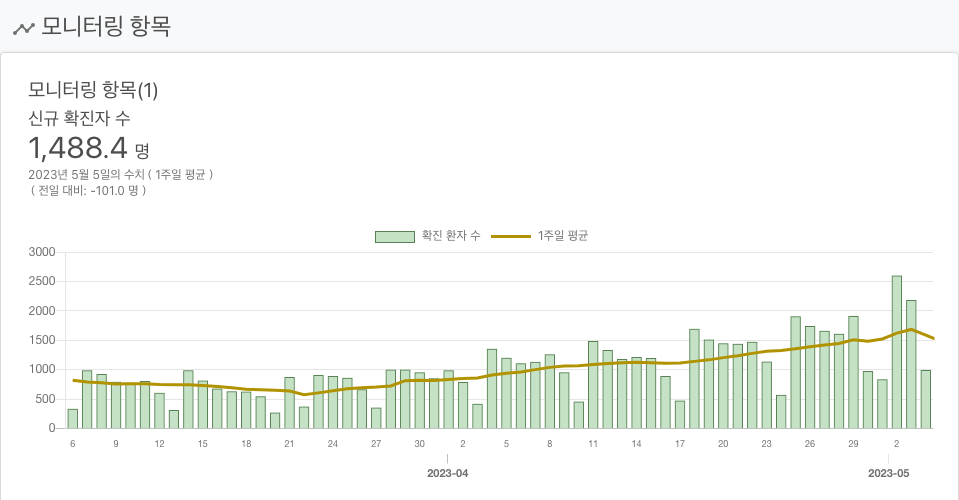 모니터링 항목
모니터링 항목(1)
신규 확진자 수
1,488.4 명
2023년 5월 5일의 수치 ( 1주일 평균 )
( 전일 대비: -101.0 명 )
확진 환자 수 1주일 평균
3000
2500
2000
1500
1000
500
0
6 9 12 15 18 21 24 27 30 2 5 8 11 14 17 20 23 26 29 2
2023-04 2023-05